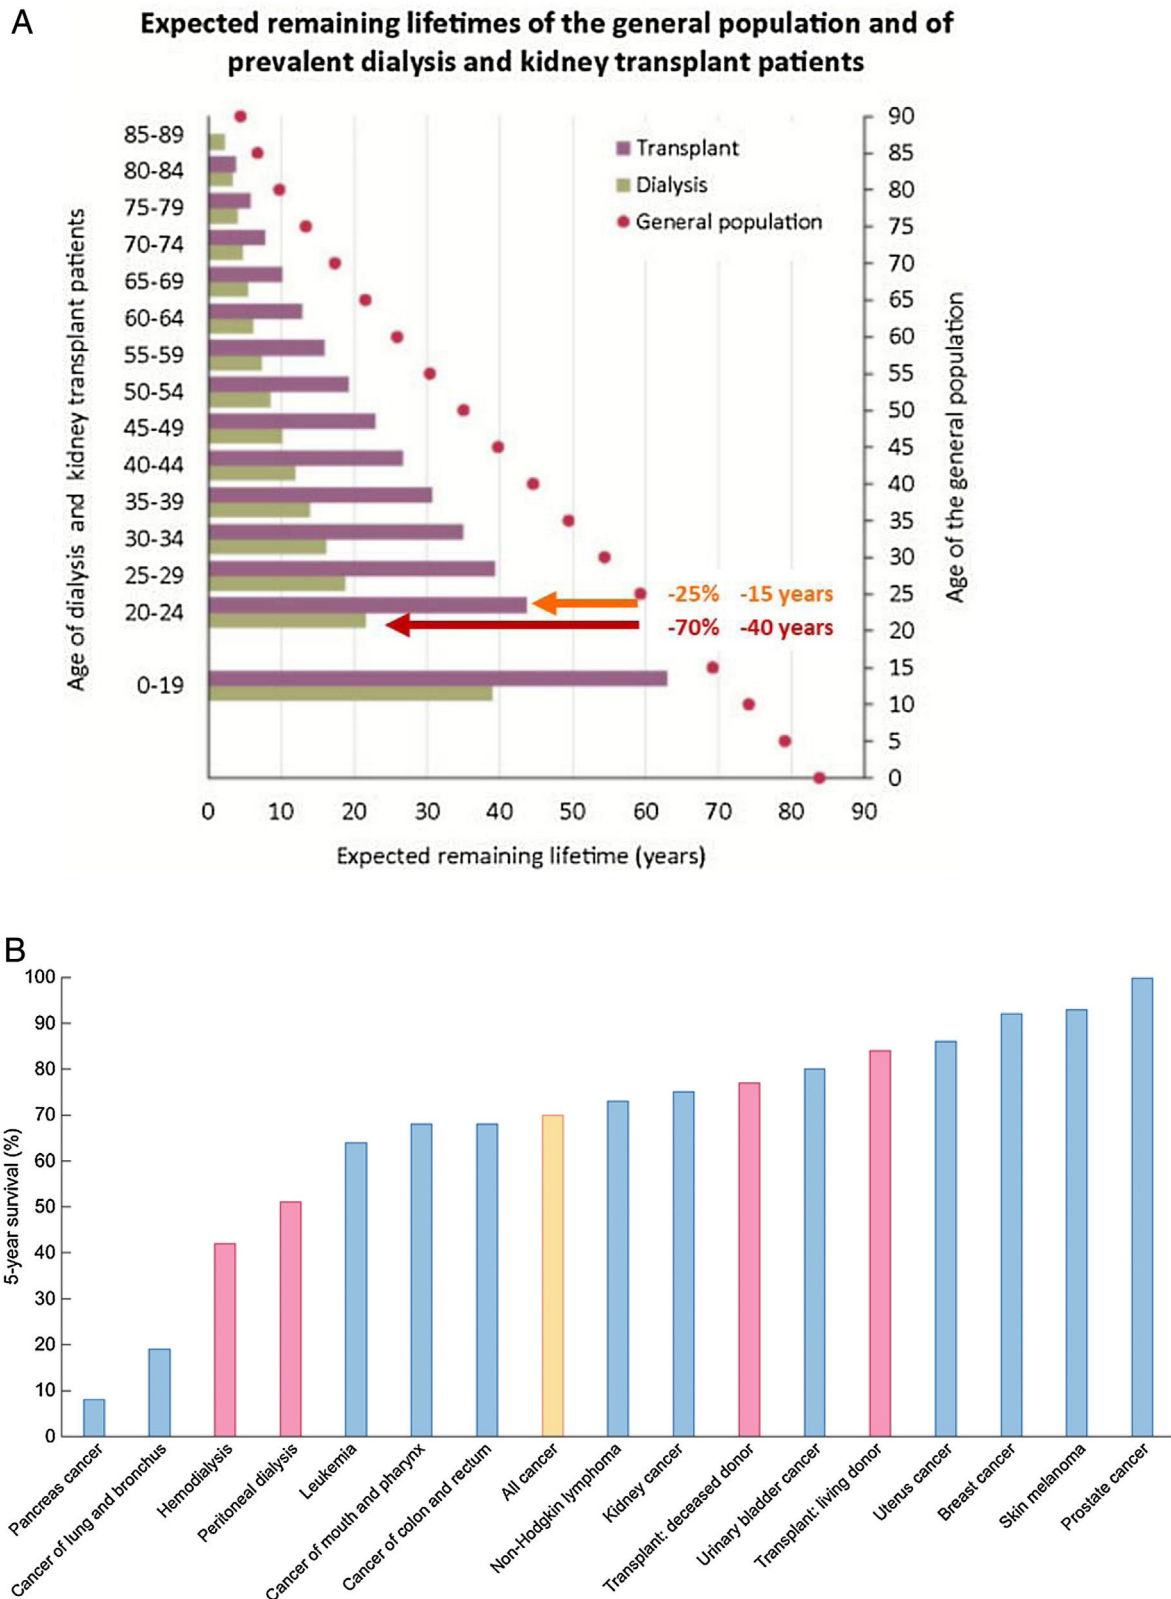 A
Expected remaining lifetimes of the general population and of
prevalent dialysis and kidney transplant patients
Transplant
Dialysis
General population
Age of dialysis and kidney transplant patients
85-89
80-84
75-79
70-74
65-69
60-64
55-59
50-54
45-49
40-44
35-39
30-34
25-29
20-24
0-19
-25% -15 years
-70% -40 years
90
85
80
75
70
65
60
55
50
45
40
35
30
25
20
15
10
5
0
Age of the general population
0 10 20 30 40 50 60 70 80 90
Expected remaining lifetime (years)
B
5-year survival (%)
100
90
80
70
60
50
40
30
20
10
0
Pancreas cancer
Cancer of lung and bronchus
Hemodialysis
Peritoneal dialysis
Leukemia
Cancer of mouth and pharynx
Cancer of colon and rectum
All cancer
Non-Hodgkin lymphoma
Kidney cancer
Transplant: deceased donor
Urinary bladder cancer
Transplant: living donor
Uterus cancer
Breast cancer
Skin melanoma
Prostate cancer